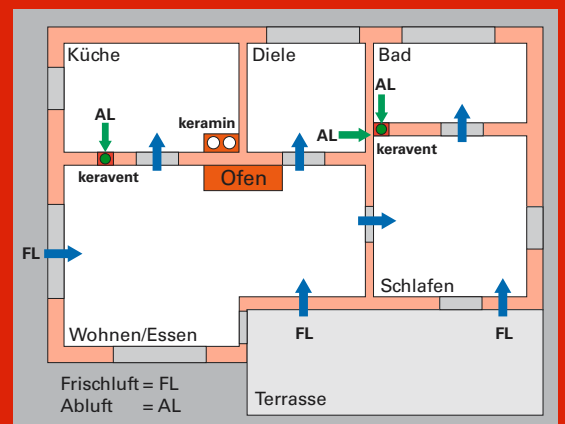 Küche
Diele
Bad
AL
AL
keramin
AL
keravent
keravent
Ofen
FL
Schlafen
Wohnen/Essen
FL
FL
Frischluft = FL
Abluft = AL
Terrasse